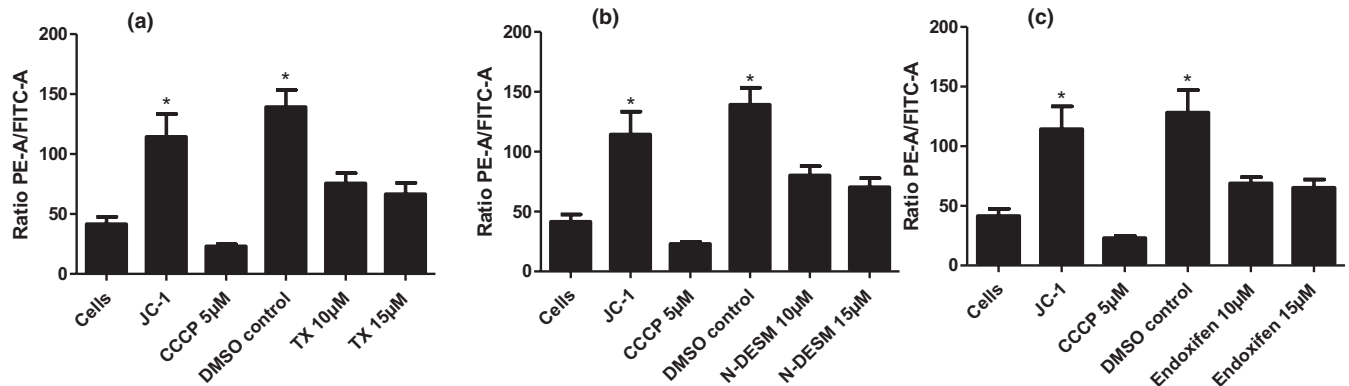 (a)
Ratio PE-A/FITC-A
200
150
100
50
0
*
*
Cells
JC-1
CCCP 5µM
DMSO control
TX 10µM
TX 15µM
(b)
Ratio PE-A/FITC-A
200
150
100
50
0
*
*
Cells
JC-1
CCCP 5µM
DMSO control
N-DESM 10µM
N-DESM 15µM
(c)
Ratio PE-A/FITC-A
200
150
100
50
0
*
*
Cells
JC-1
CCCP 5µM
DMSO control
Endoxifen 10µM
Endoxifen 15µM